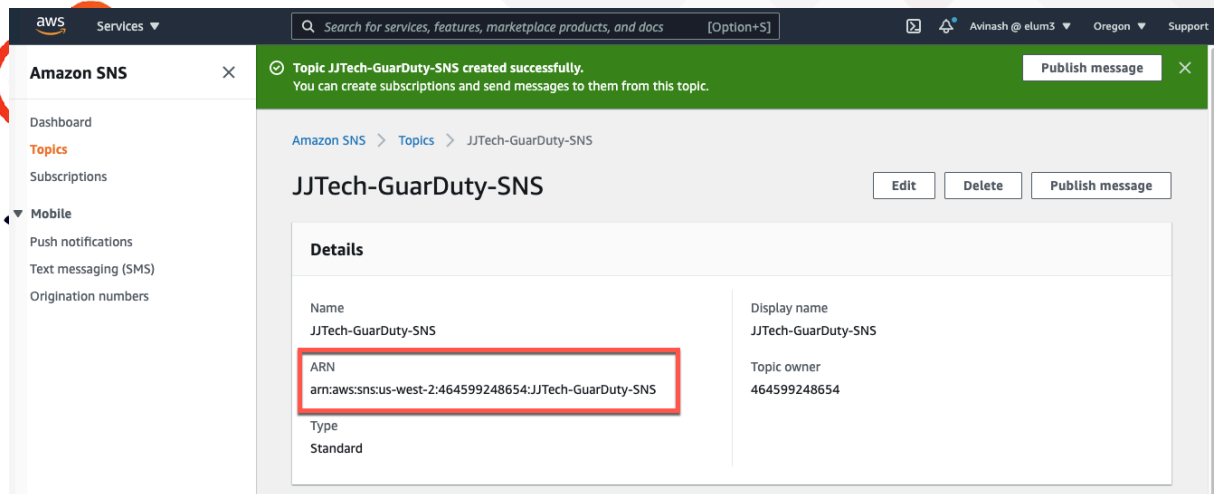 aws
Services ▼
Search for services, features, marketplace products, and docs [Option+S]
Avinash @ elum3 ▼
Oregon ▼
Support
Amazon SNS
Dashboard
Topics
Subscriptions
Mobile
Push notifications
Text messaging (SMS)
Origination numbers
Topic JJTech-GuarDuty-SNS created successfully.
You can create subscriptions and send messages to them from this topic.
Publish message
Amazon SNS > Topics > JJTech-GuarDuty-SNS
JJTech-GuarDuty-SNS
Edit
Delete
Publish message
Details
Name
JJTech-GuarDuty-SNS
ARN
arn:aws:sns:us-west-2:464599248654:JJTech-GuarDuty-SNS
Type
Standard
Display name
JJTech-GuarDuty-SNS
Topic owner
464599248654